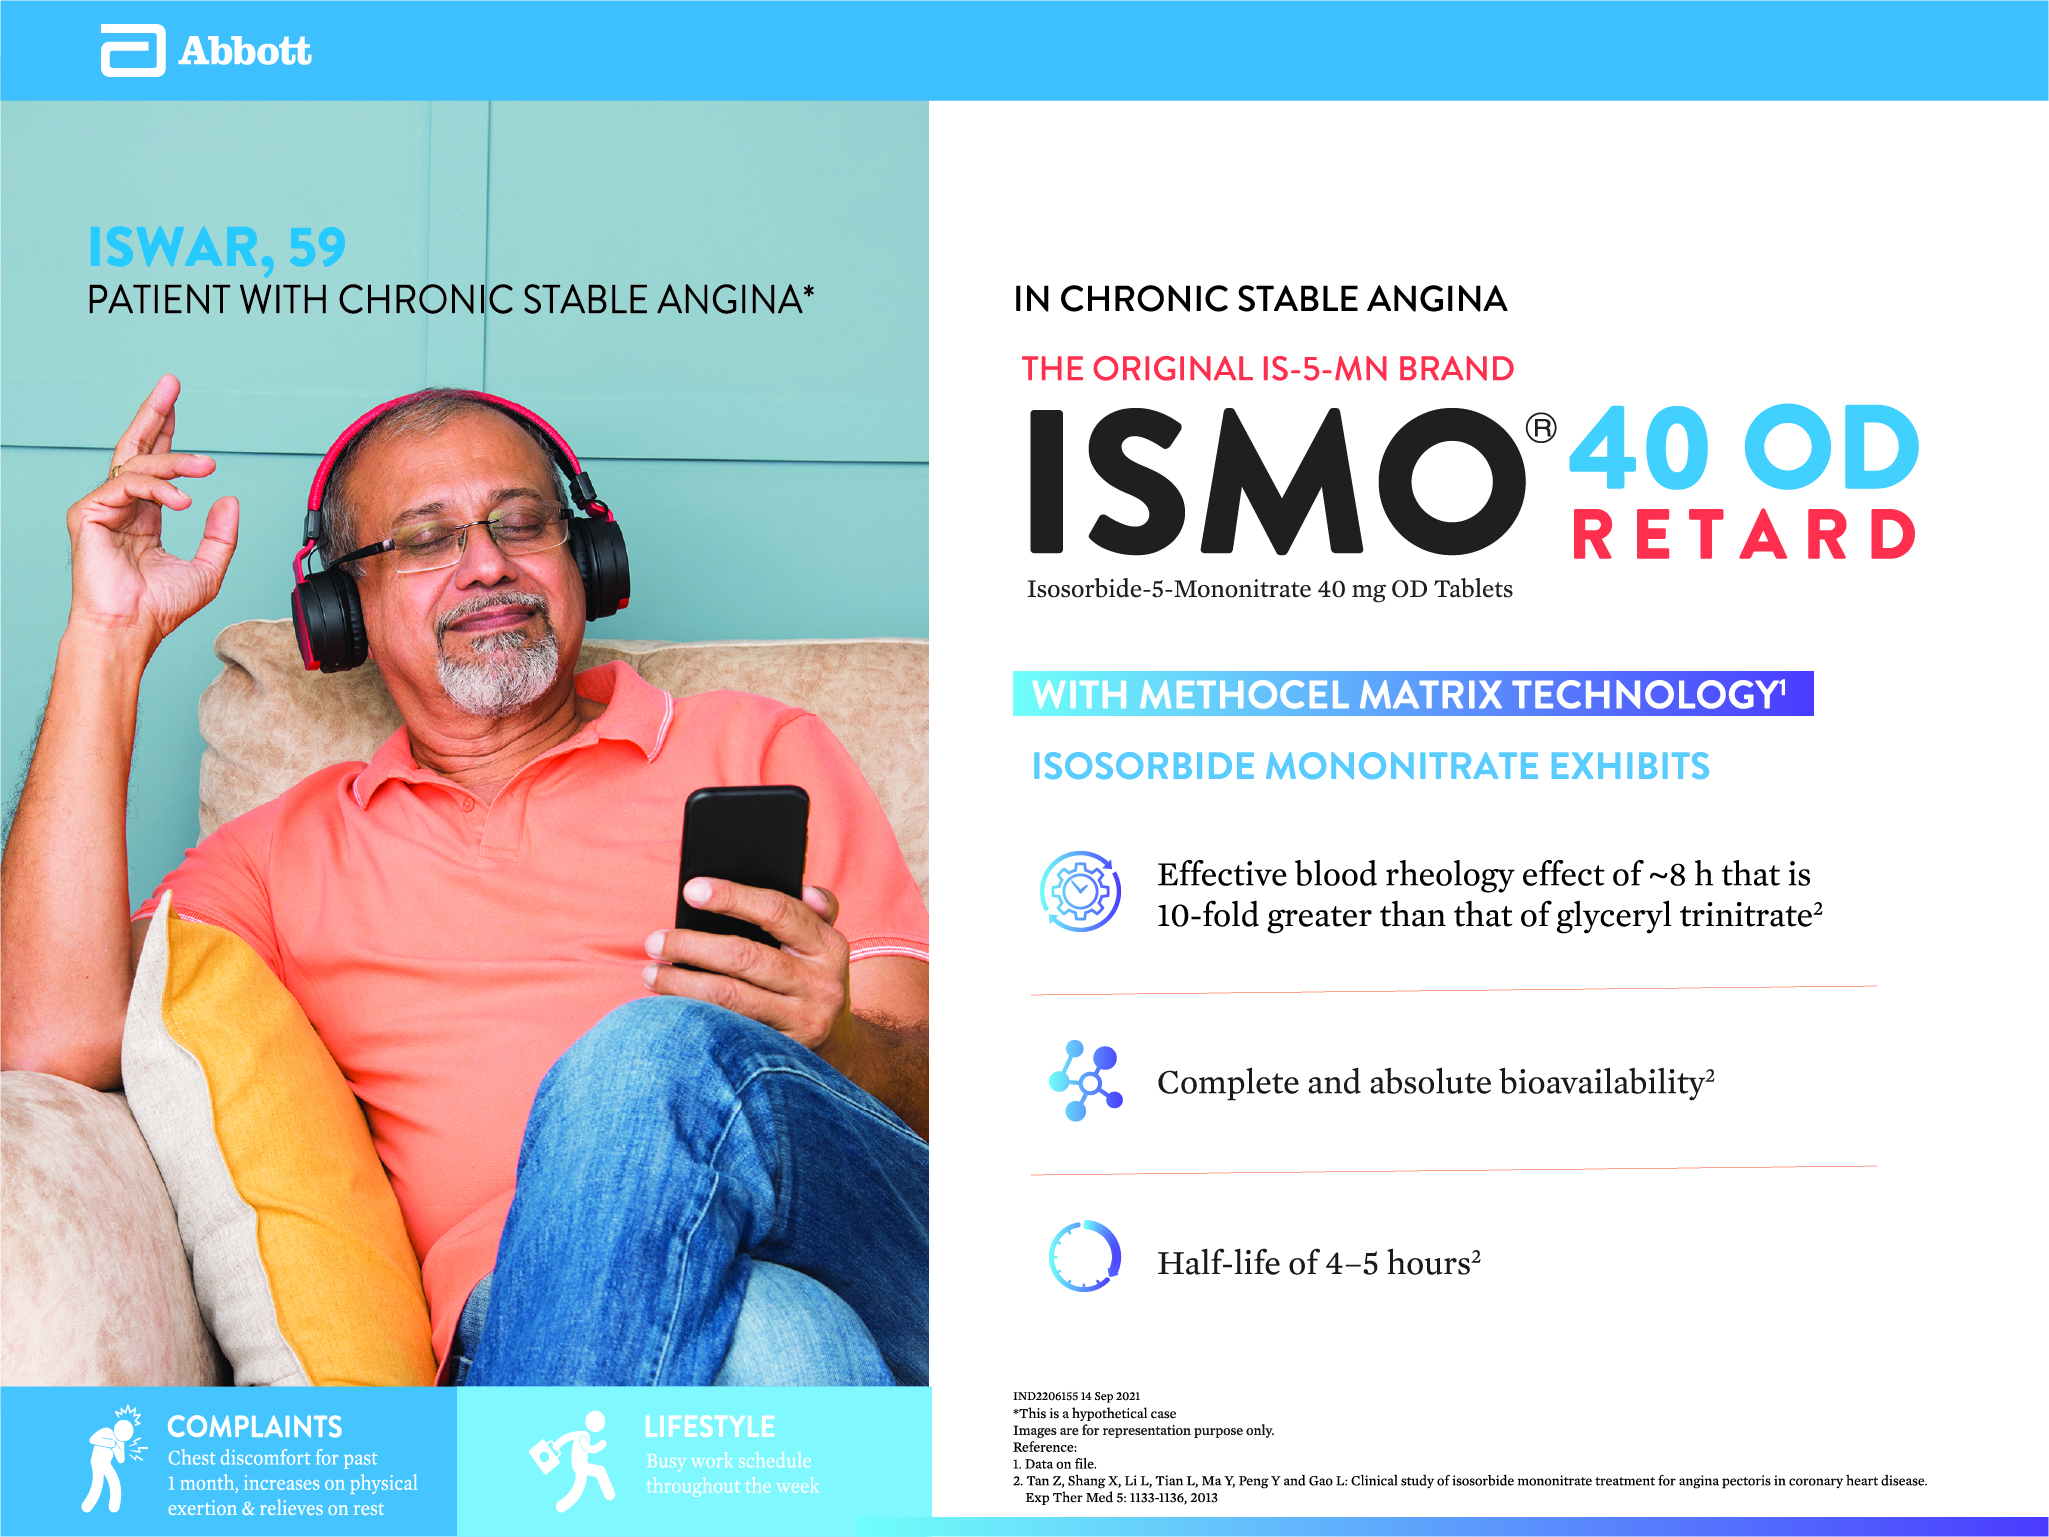 Abbott
ISWAR, 59
PATIENT WITH CHRONIC STABLE ANGINA*
COMPLAINTS
Chest discomfort for past
1 month, increases on physical
exertion & relieves on rest
LIFESTYLE
Busy work schedule
throughout the week
IN CHRONIC STABLE ANGINA
THE ORIGINAL IS-5-MN BRAND
ISMO® 40 OD
RETARD
Isosorbide-5-Mononitrate 40 mg OD Tablets
WITH METHOCEL MATRIX TECHNOLOGY¹
ISOSORBIDE MONONITRATE EXHIBITS
Effective blood rheology effect of ~8 h that is
10-fold greater than that of glyceryl trinitrate²
Complete and absolute bioavailability²
Half-life of 4–5 hours²
IND2206155 14 Sep 2021
*This is a hypothetical case
Images are for representation purpose only.
Reference:
1. Data on file.
2. Tan Z, Shang X, Li L, Tian L, Ma Y, Peng Y and Gao L: Clinical study of isosorbide mononitrate treatment for angina pectoris in coronary heart disease.
Exp Ther Med 5: 1133-1136, 2013